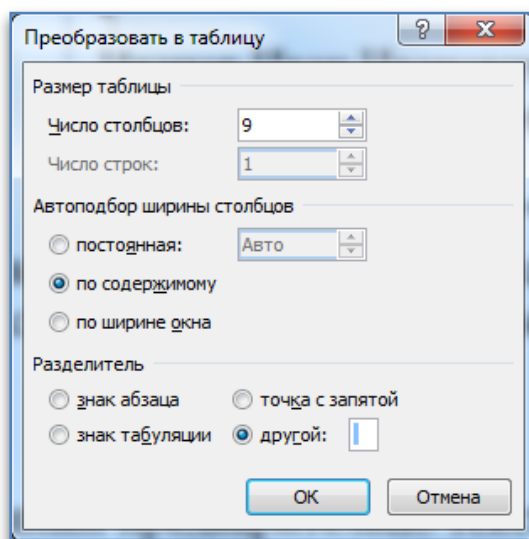 Преобразовать в таблицу
Размер таблицы
Число столбцов: 9
Число строк: 1
Автоподбор ширины столбцов
постоянная: Авто
по содержимому
по ширине окна
Разделитель
знак абзаца точка с запятой
знак табуляции другой:
ОК Отмена